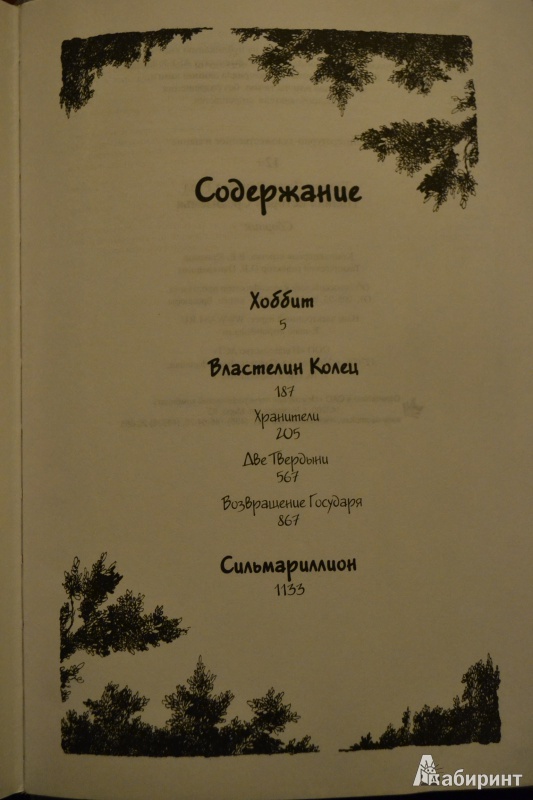 Содержание
Хоббит
5
Властелин Колец
187
Хранители
205
Две Твердыни
567
Возвращение Государя
867
Сильмариллион
1133
Лабиринт